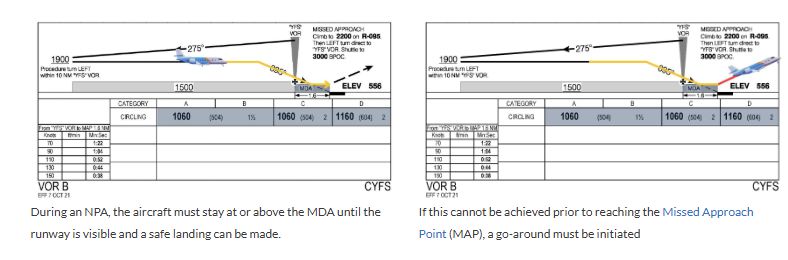 "YFS"
VOR
MISSED APPROACH
Climb to 2200 on R-095.
Then LEFT turn direct to
"YFS" VOR. Shuttle to
3000 BPOC.
275°
1900
Procedure turn LEFT
within 10 NM "YFS" VOR
095°
1500
MDA
ELEV 556
1.6
CATEGORY A B C D
CIRCLING 1060 (504) 1½ 1060 (504) 2 1160 (604) 2
From "YFS" VOR to MAP 1.6 NM
Knots ft/min Min:Sec
70 1:22
90 1:04
110 0:52
130 0:44
150 0:38
VOR B
EFF 7 OCT 21
CYFS
During an NPA, the aircraft must stay at or above the MDA until the
runway is visible and a safe landing can be made.
"YFS"
VOR
MISSED APPROACH
Climb to 2200 on R-095.
Then LEFT turn direct to
"YFS" VOR. Shuttle to
3000 BPOC.
275°
1900
Procedure turn LEFT
within 10 NM "YFS" VOR
095°
1500
MDA
ELEV 556
1.6
CATEGORY A B C D
CIRCLING 1060 (504) 1½ 1060 (504) 2 1160 (604) 2
From "YFS" VOR to MAP 1.6 NM
Knots ft/min Min:Sec
70 1:22
90 1:04
110 0:52
130 0:44
150 0:38
VOR B
EFF 7 OCT 21
CYFS
If this cannot be achieved prior to reaching the Missed Approach
Point (MAP), a go-around must be initiated